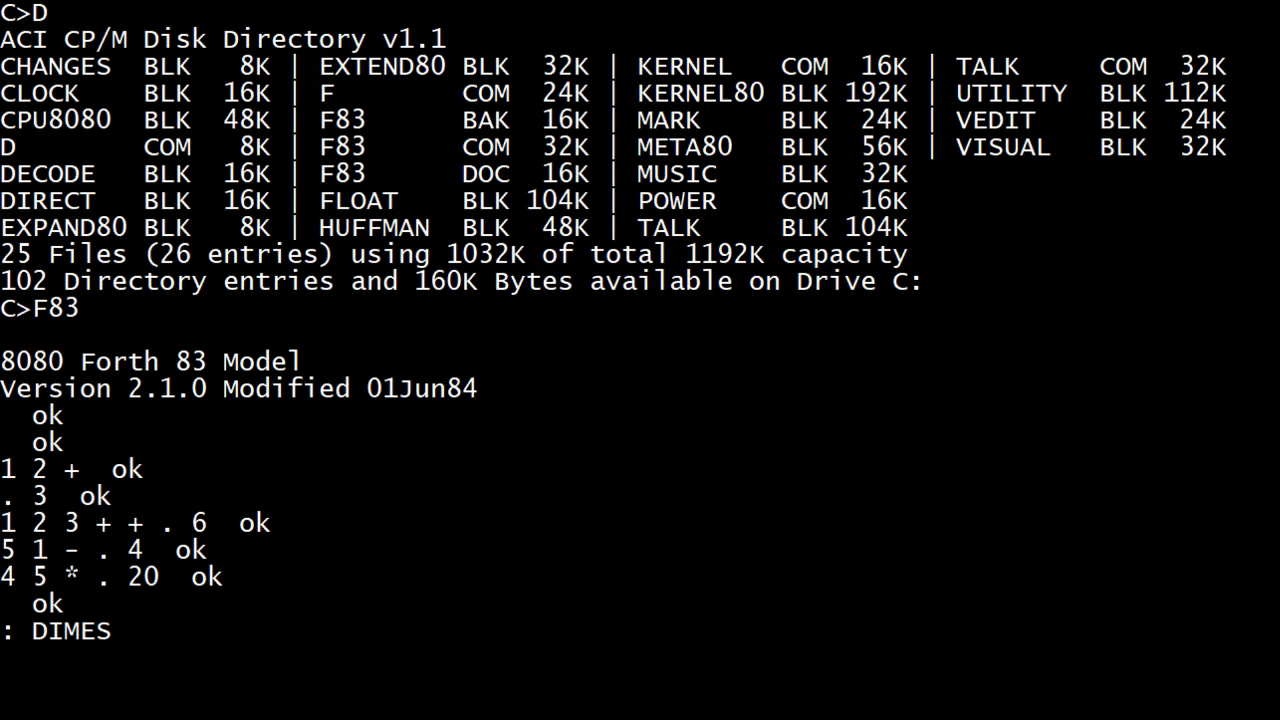 C>D
ACI CP/M Disk Directory v1.1
CHANGES  BLK   8K | EXTEND80 BLK  32K | KERNEL   COM  16K | TALK     COM  32K
CLOCK    BLK  16K | F        COM  24K | KERNEL80 BLK 192K | UTILITY  BLK 112K
CPU8080  BLK  48K | F83      BAK  16K | MARK     BLK  24K | VEDIT    BLK  24K
D        COM   8K | F83      COM  32K | META80   BLK  56K | VISUAL   BLK  32K
DECODE   BLK  16K | F83      DOC  16K | MUSIC    BLK  32K
DIRECT   BLK  16K | FLOAT    BLK 104K | POWER    COM  16K
EXPAND80 BLK   8K | HUFFMAN  BLK  48K | TALK     BLK 104K
25 Files (26 entries) using 1032K of total 1192K capacity
102 Directory entries and 160K Bytes available on Drive C:
C>F83
8080 Forth 83 Model
Version 2.1.0 Modified 01Jun84
ok
ok
1 2 +  ok
. 3  ok
1 2 3 + + . 6  ok
5 1 - . 4  ok
4 5 * . 20  ok
ok
: DIMES